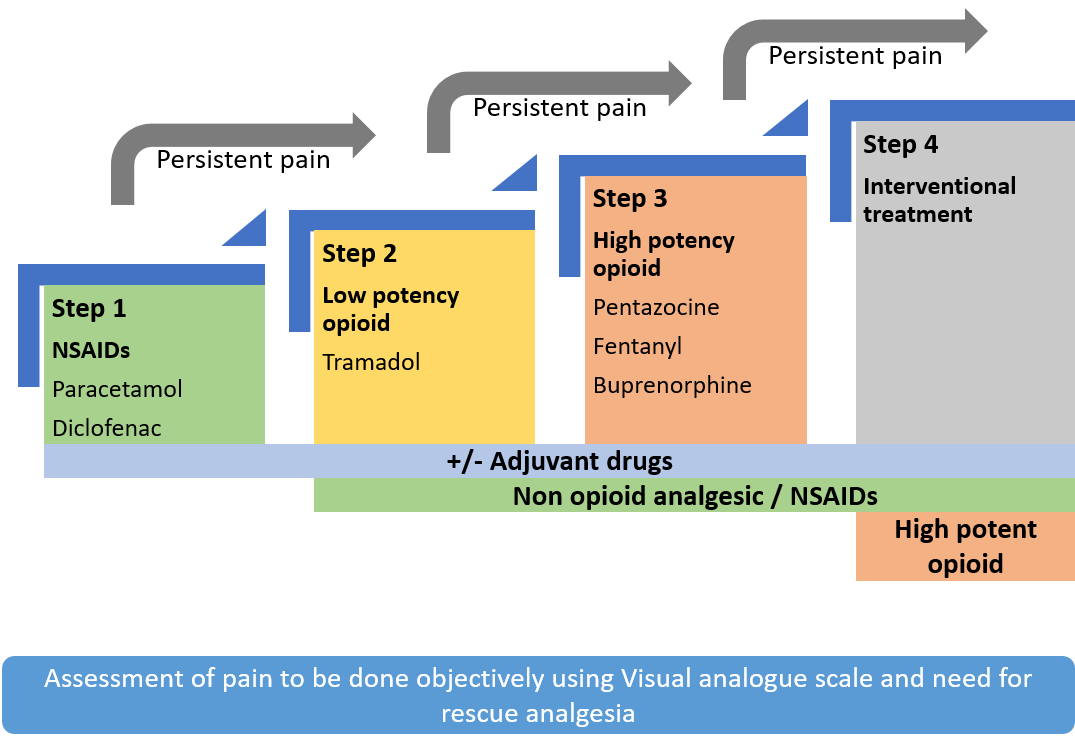 Persistent pain
Persistent pain
Persistent pain
Step 1
NSAIDs
Paracetamol
Diclofenac
Step 2
Low potency
opioid
Tramadol
Step 3
High potency
opioid
Pentazocine
Fentanyl
Buprenorphine
Step 4
Interventional
treatment
+/- Adjuvant drugs
Non opioid analgesic / NSAIDs
High potent
opioid
Assessment of pain to be done objectively using Visual analogue scale and need for
rescue analgesia